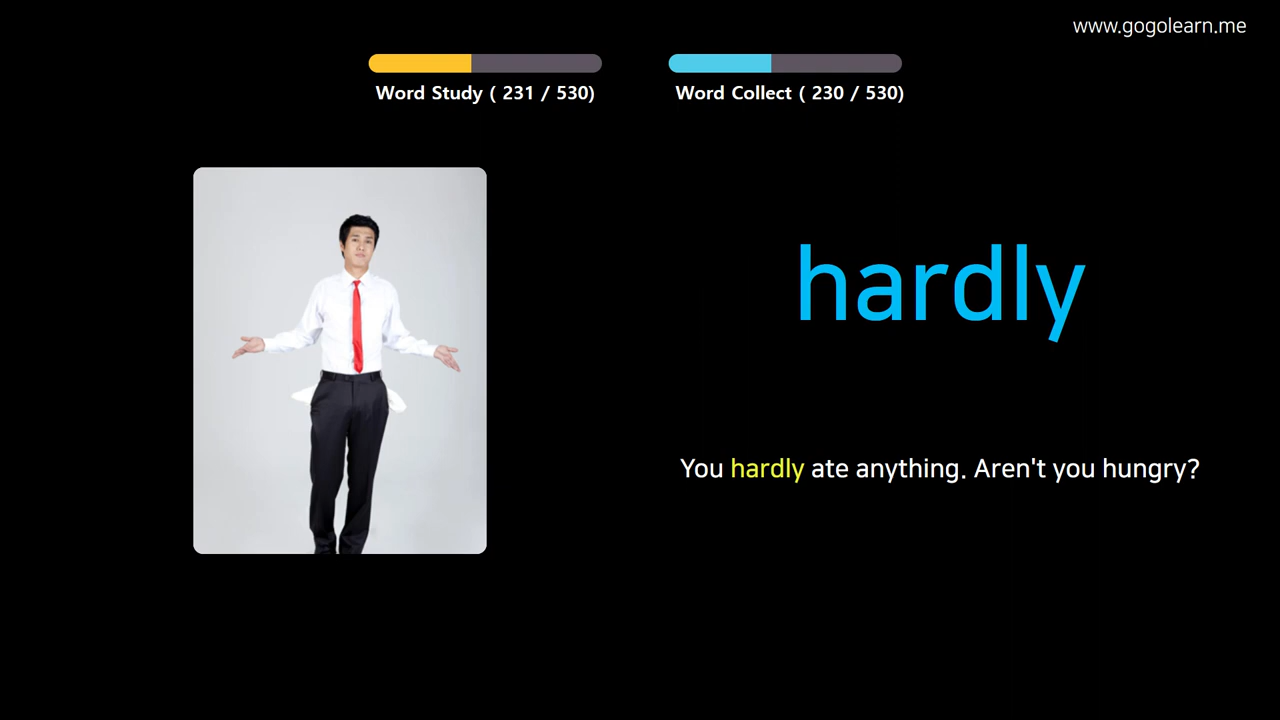 www.gogolearn.me
Word Study ( 231 / 530)
Word Collect ( 230 / 530)
hardly
You hardly ate anything. Aren't you hungry?